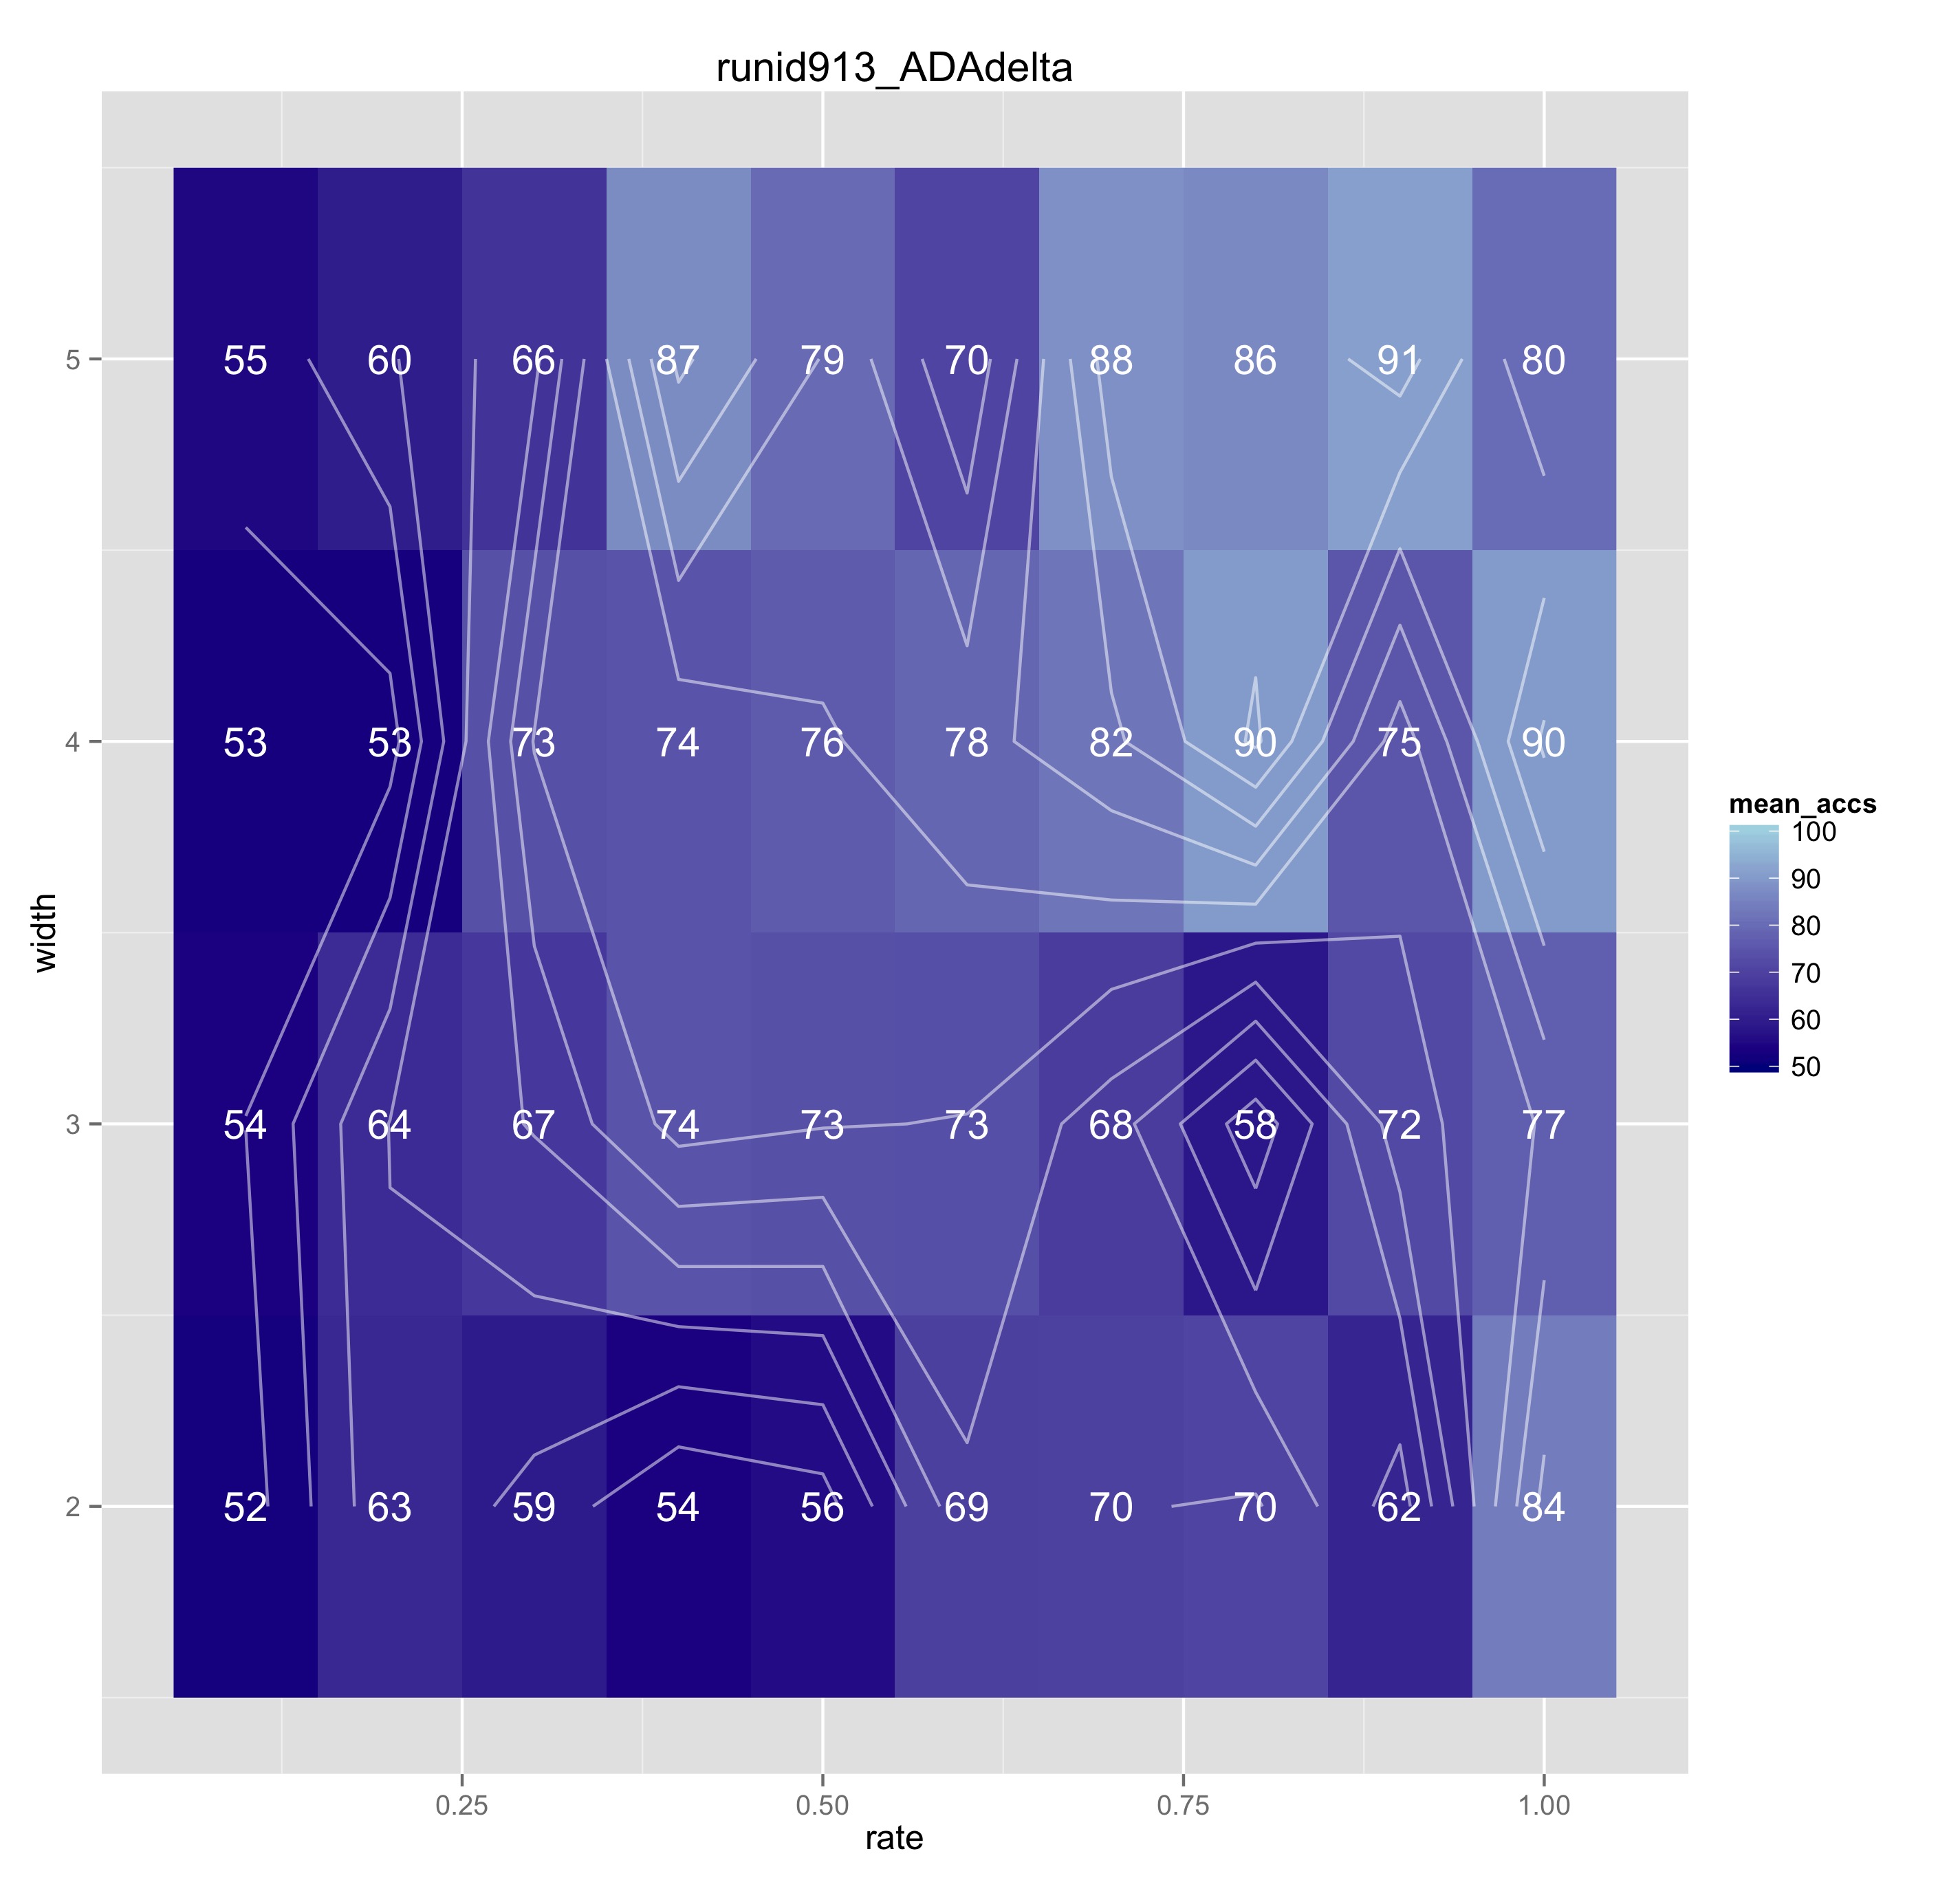 runid913_ADAdelta
5
55 60 66 87 79 70 88 86 91 80
4
53 53 73 74 76 78 82 90 75 90
3
54 64 67 74 73 73 68 58 72 77
2
52 63 59 54 56 69 70 70 62 84
width
0.25 0.50 0.75 1.00
rate
mean_accs
100
90
80
70
60
50